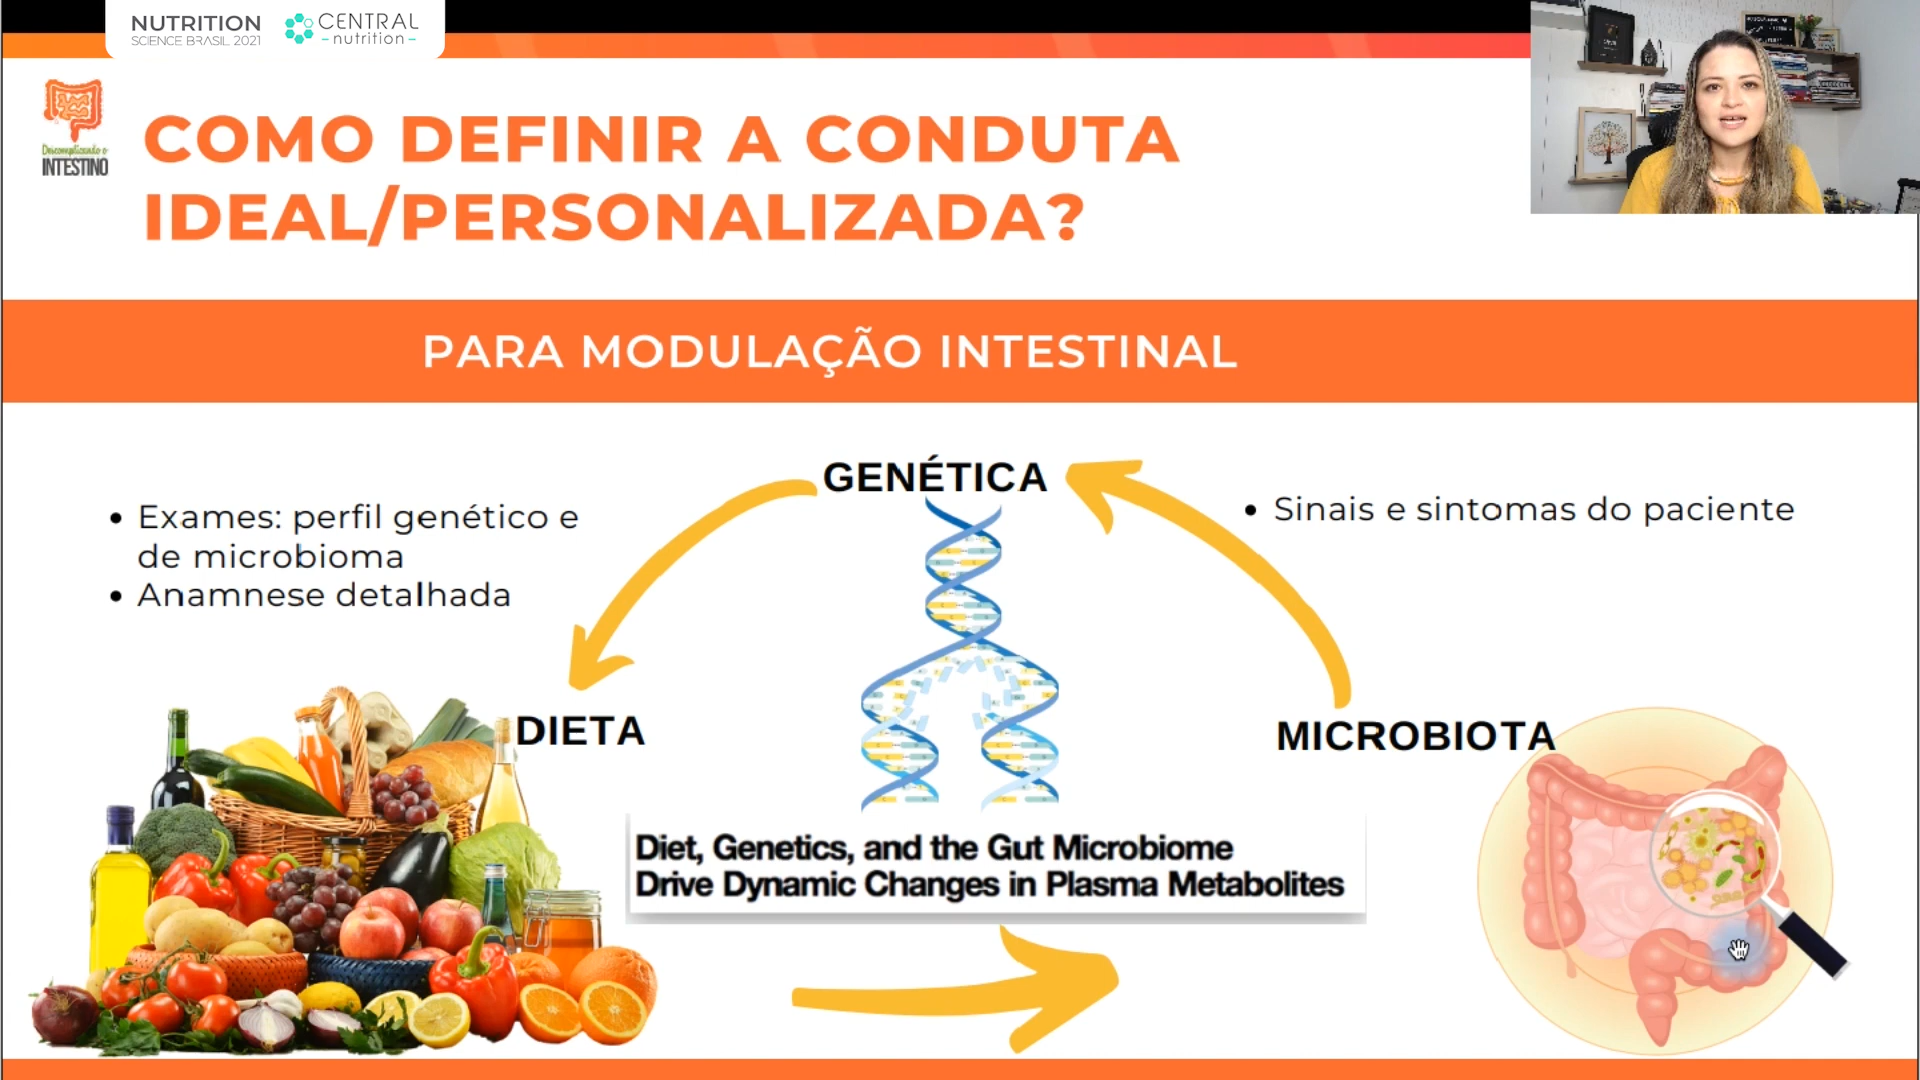 NUTRITION
SCIENCE BRASIL 2021
CENTRAL
nutrition
Descomplicando o
INTESTINO
COMO DEFINIR A CONDUTA
IDEAL/PERSONALIZADA?
PARA MODULAÇÃO INTESTINAL
GENÉTICA
Exames: perfil genético e
de microbioma
Anamnese detalhada
Sinais e sintomas do paciente
DIETA
MICROBIOTA
Diet, Genetics, and the Gut Microbiome
Drive Dynamic Changes in Plasma Metabolites